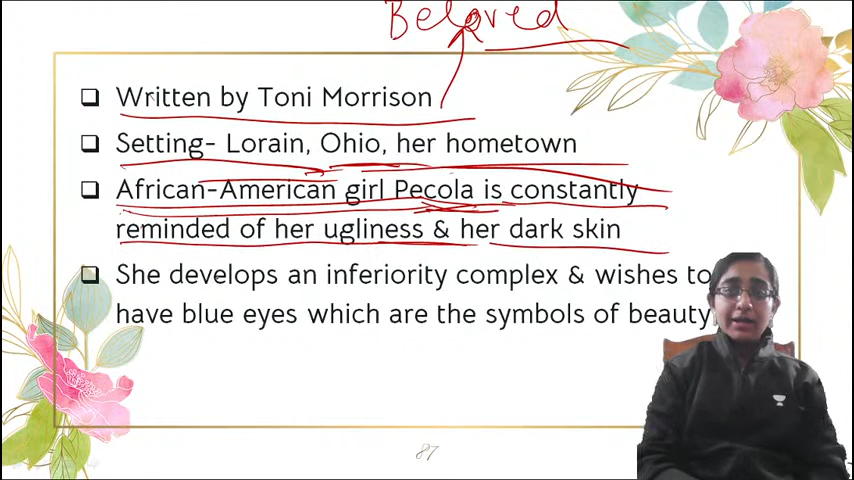 Beloved
Written by Toni Morrison
Setting- Lorain, Ohio, her hometown
African-American girl Pecola is constantly
reminded of her ugliness & her dark skin
She develops an inferiority complex & wishes to
have blue eyes which are the symbols of beauty
87